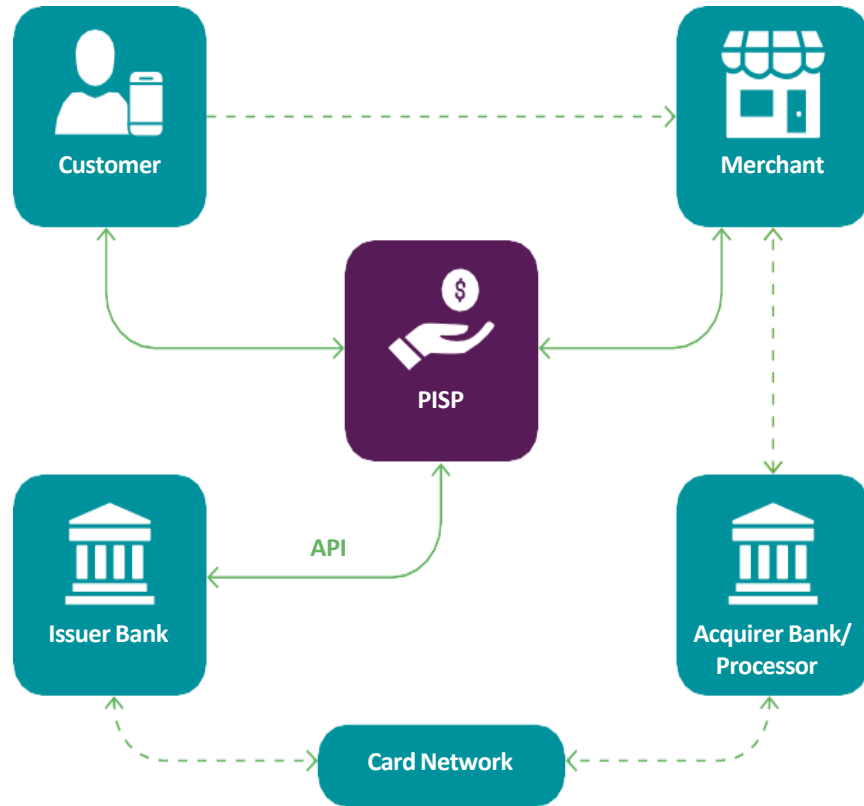 Customer
Merchant
$
PISP
API
Issuer Bank
Acquirer Bank/
Processor
Card Network